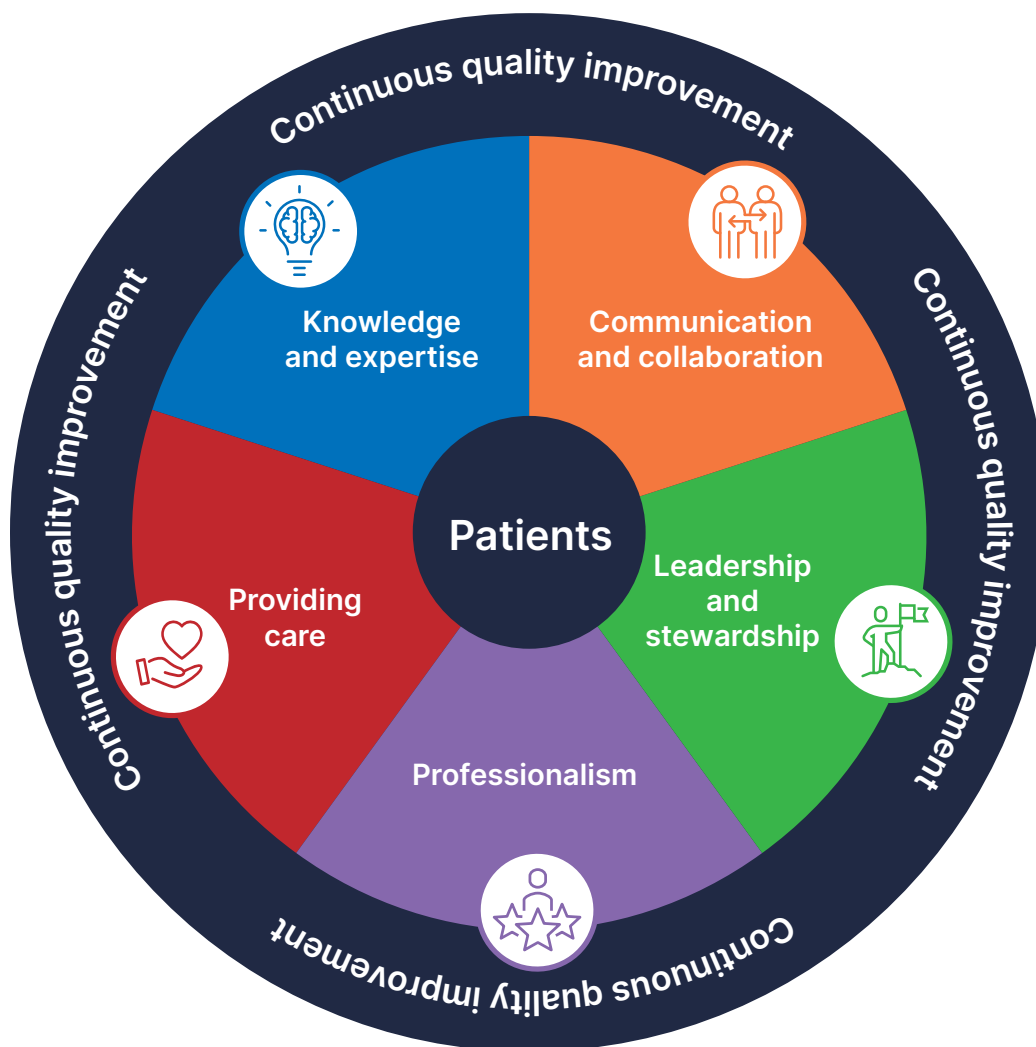 Continuous quality improvement
Continuous quality improvement
Continuous quality improvement
Continuous quality improvement
Knowledge
and expertise
Communication
and collaboration
Patients
Leadership
and
stewardship
Providing
care
Professionalism